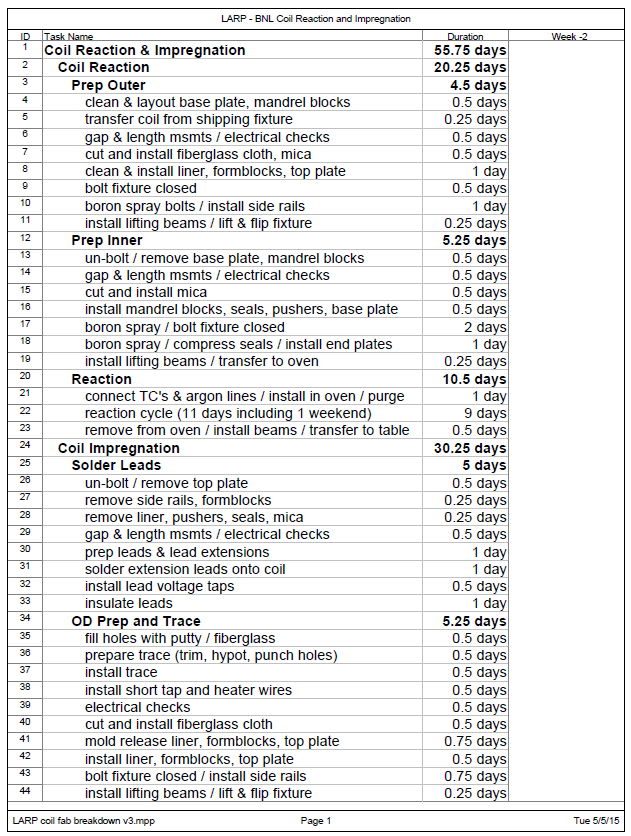 LARP - BNL Coil Reaction and Impregnation
ID Task Name Duration Week -2
1 Coil Reaction & Impregnation 55.75 days
2 Coil Reaction 20.25 days
3 Prep Outer 4.5 days
4 clean & layout base plate, mandrel blocks 0.5 days
5 transfer coil from shipping fixture 0.25 days
6 gap & length msmts / electrical checks 0.5 days
7 cut and install fiberglass cloth, mica 0.5 days
8 clean & install liner, formblocks, top plate 1 day
9 bolt fixture closed 0.5 days
10 boron spray bolts / install side rails 1 day
11 install lifting beams / lift & flip fixture 0.25 days
12 Prep Inner 5.25 days
13 un-bolt / remove base plate, mandrel blocks 0.5 days
14 gap & length msmts / electrical checks 0.5 days
15 cut and install mica 0.5 days
16 install mandrel blocks, seals, pushers, base plate 0.5 days
17 boron spray / bolt fixture closed 2 days
18 boron spray / compress seals / install end plates 1 day
19 install lifting beams / transfer to oven 0.25 days
20 Reaction 10.5 days
21 connect TC's & argon lines / install in oven / purge 1 day
22 reaction cycle (11 days including 1 weekend) 9 days
23 remove from oven / install beams / transfer to table 0.5 days
24 Coil Impregnation 30.25 days
25 Solder Leads 5 days
26 un-bolt / remove top plate 0.5 days
27 remove side rails, formblocks 0.25 days
28 remove liner, pushers, seals, mica 0.25 days
29 gap & length msmts / electrical checks 0.5 days
30 prep leads & lead extensions 1 day
31 solder extension leads onto coil 1 day
32 install lead voltage taps 0.5 days
33 insulate leads 1 day
34 OD Prep and Trace 5.25 days
35 fill holes with putty / fiberglass 0.5 days
36 prepare trace (trim, hypot, punch holes) 0.5 days
37 install trace 0.5 days
38 install short tap and heater wires 0.5 days
39 electrical checks 0.5 days
40 cut and install fiberglass cloth 0.5 days
41 mold release liner, formblocks, top plate 0.75 days
42 install liner, formblocks, top plate 0.5 days
43 bolt fixture closed / install side rails 0.75 days
44 install lifting beams / lift & flip fixture 0.25 days
LARP coil fab breakdown v3.mpp Page 1 Tue 5/5/15